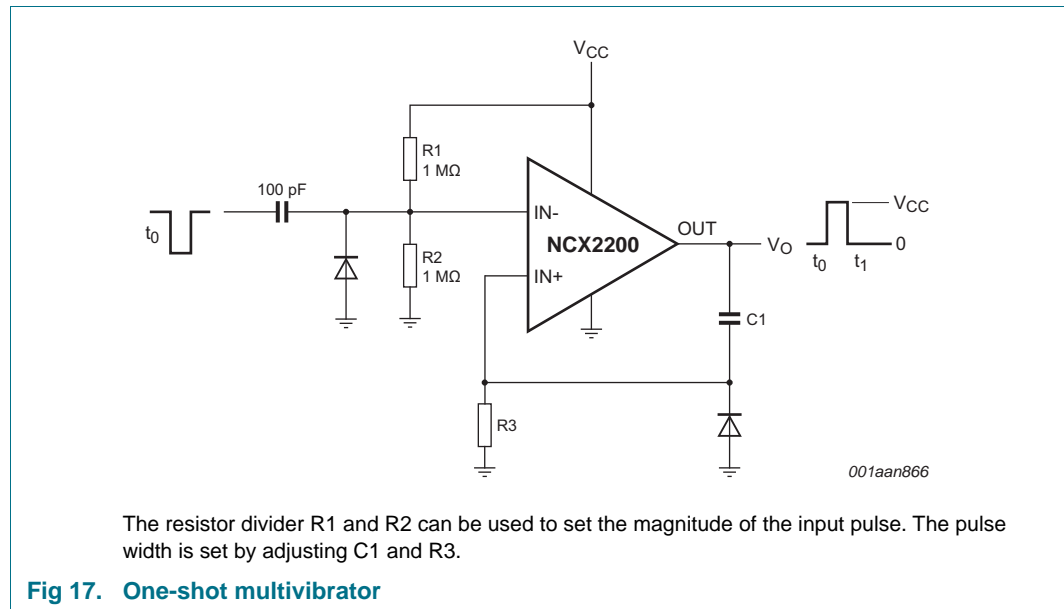 VCC
R1
1 MΩ
100 pF
t0
IN-
OUT
VCC
NCX2200
VO
0
R2
1 MΩ
IN+
t0
t1
C1
R3
001aan866
The resistor divider R1 and R2 can be used to set the magnitude of the input pulse. The pulse
width is set by adjusting C1 and R3.
Fig 17. One-shot multivibrator